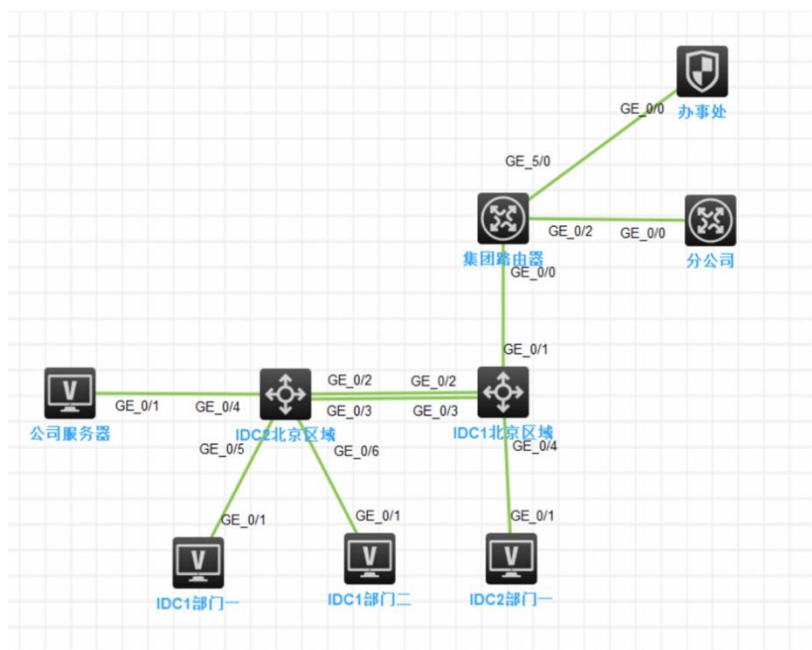 GE_0/0
办事处
GE_5/0
GE_0/2
GE_0/0
集团路由器
分公司
GE_0/0
GE_0/1
GE_0/2
GE_0/2
GE_0/1
GE_0/4
GE_0/3
GE_0/3
公司服务器
IDC2北京区域
IDC1北京区域
GE_0/5
GE_0/6
GE_0/4
GE_0/1
GE_0/1
GE_0/1
IDC1部门一
IDC1部门二
IDC2部门一
V
V
V
V